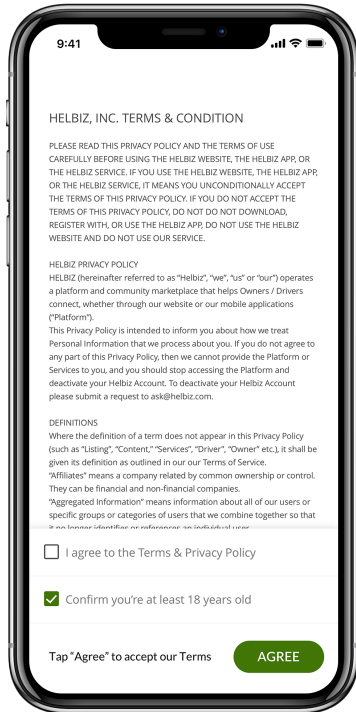 9:41
HELBIZ, INC. TERMS & CONDITION
PLEASE READ THIS PRIVACY POLICY AND THE TERMS OF USE
CAREFULLY BEFORE USING THE HELBIZ WEBSITE, THE HELBIZ APP, OR
THE HELBIZ SERVICE. IF YOU USE THE HELBIZ WEBSITE, THE HELBIZ APP,
OR THE HELBIZ SERVICE, IT MEANS YOU UNCONDITIONALLY ACCEPT
THE TERMS OF THIS PRIVACY POLICY. IF YOU DO NOT ACCEPT THE
TERMS OF THIS PRIVACY POLICY, DO NOT DO NOT DOWNLOAD,
REGISTER WITH, OR USE THE HELBIZ APP, DO NOT USE THE HELBIZ
WEBSITE AND DO NOT USE OUR SERVICE.
HELBIZ PRIVACY POLICY
HELBIZ (hereinafter referred to as “Helbiz”, “we”, “us” or “our”) operates
a platform and community marketplace that helps Owners / Drivers
connect, whether through our website or our mobile applications
(“Platform”).
This Privacy Policy is intended to inform you about how we treat
Personal Information that we process about you. If you do not agree to
any part of this Privacy Policy, then we cannot provide the Platform or
Services to you, and you should stop accessing the Platform and
deactivate your Helbiz Account. To deactivate your Helbiz Account
please submit a request to ask@helbiz.com.
DEFINITIONS
Where the definition of a term does not appear in this Privacy Policy
(such as “Listing”, “Content,” “Services”, “Driver”, “Owner” etc.), it shall be
given its definition as outlined in our our Terms of Service.
“Affiliates” means a company related by common ownership or control.
They can be financial and non-financial companies.
“Aggregated Information” means information about all of our users or
specific groups or categories of users that we combine together so that
it no longer identifies or references an individual user.
I agree to the Terms & Privacy Policy
Confirm you’re at least 18 years old
Tap “Agree” to accept our Terms
AGREE